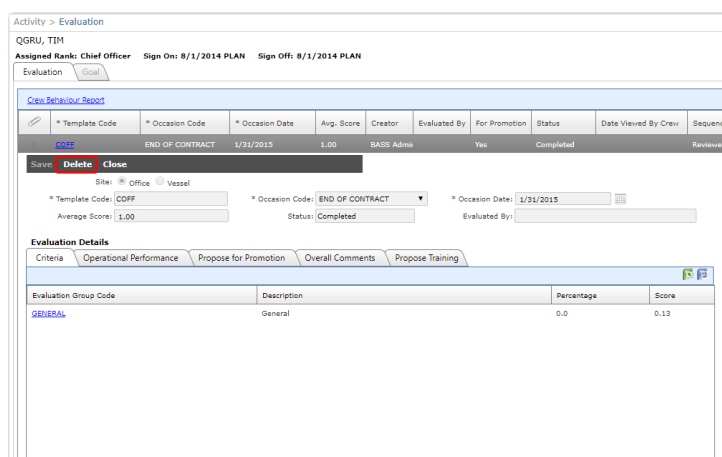 Activity > Evaluation
QGRU, TIM
Assigned Rank: Chief Officer Sign On: 8/1/2014 PLAN Sign Off: 8/1/2014 PLAN
Evaluation Goal
Crew Behaviour Report
* Template Code * Occasion Code * Occasion Date Avg. Score Creator Evaluated By For Promotion Status Date Viewed By Crew Sequenc
COFF END OF CONTRACT 1/31/2015 1.00 BASS Admi Yes Completed Reviewe
Save Delete Close
Site: Office Vessel
* Template Code: COFF * Occasion Code: END OF CONTRACT * Occasion Date: 1/31/2015
Average Score: 1.00 Status: Completed Evaluated By:
Evaluation Details
Criteria Operational Performance Propose for Promotion Overall Comments Propose Training
Evaluation Group Code Description Percentage Score
GENERAL General 0.0 0.13